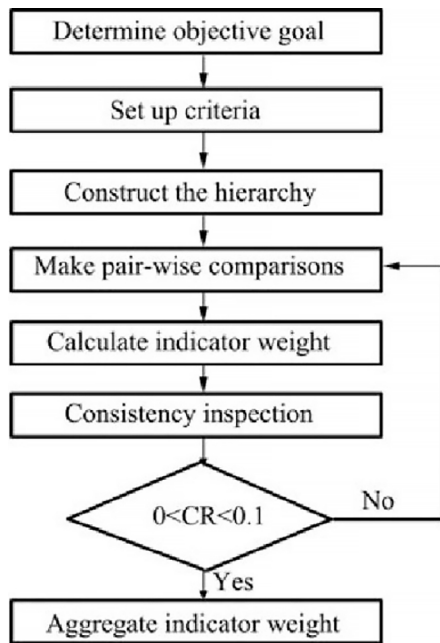 Determine objective goal
Set up criteria
Construct the hierarchy
Make pair-wise comparisons
Calculate indicator weight
Consistency inspection
0<CR<0.1
No
Yes
Aggregate indicator weight